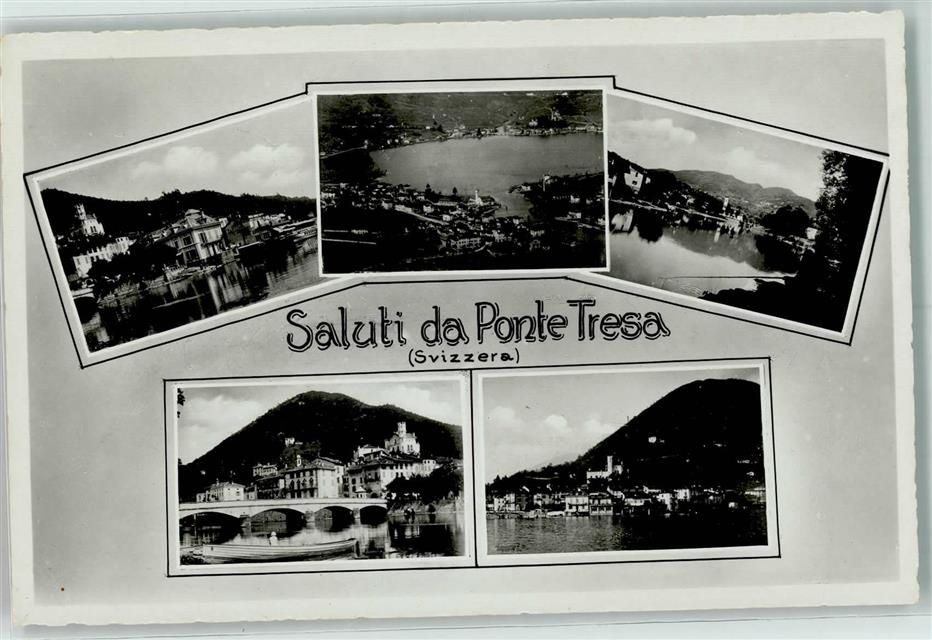 Saluti da Ponte Tresa
(Svizzera)